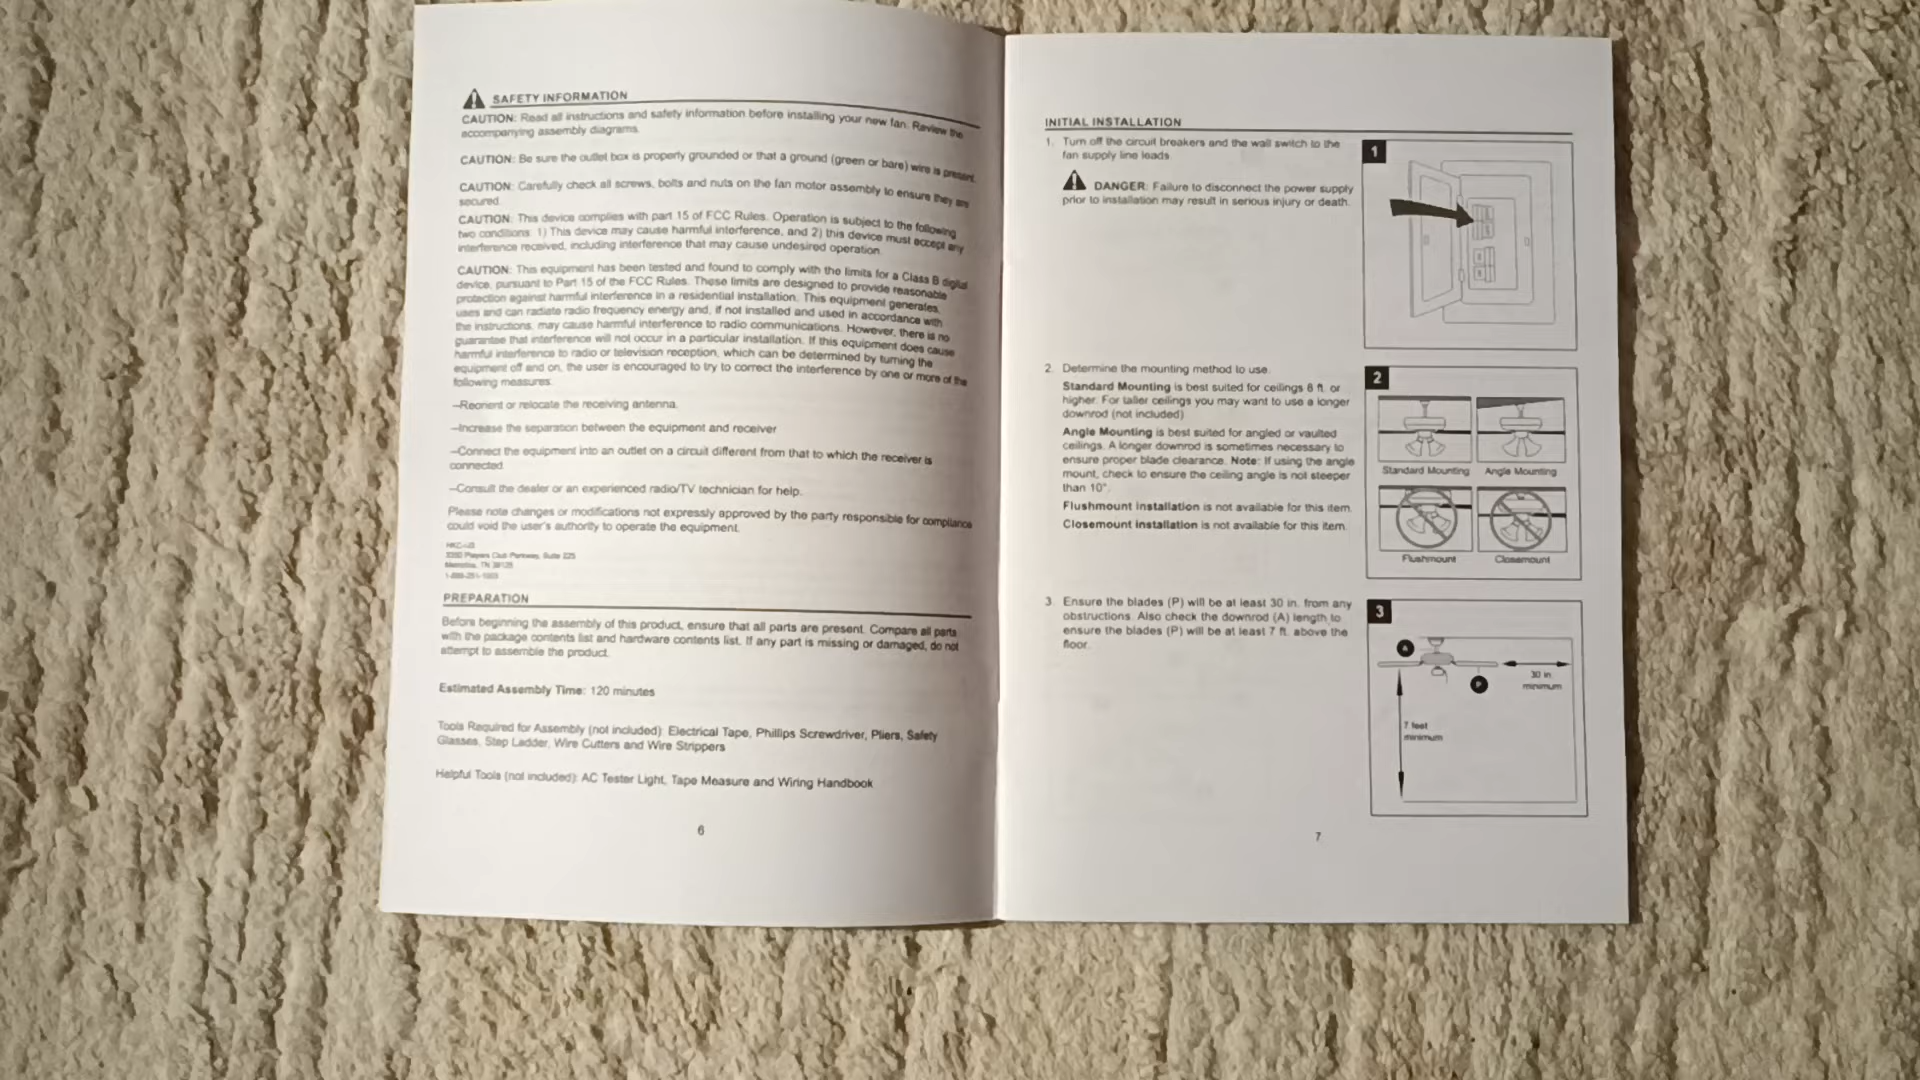 SAFETY INFORMATION
CAUTION: Read all instructions and safety information before installing your new fan. Review the
accompanying assembly diagrams.
CAUTION: Be sure the outlet box is properly grounded or that a ground (green or bare) wire is present.
CAUTION: Carefully check all screws, bolts and nuts on the fan motor assembly to ensure they are
secured.
CAUTION: This device complies with part 15 of FCC Rules. Operation is subject to the following
two conditions: 1) This device may cause harmful interference, and 2) this device must accept any
interference received, including interference that may cause undesired operation.
CAUTION: This equipment has been tested and found to comply with the limits for a Class B digital
device, pursuant to Part 15 of the FCC Rules. These limits are designed to provide reasonable
protection against harmful interference in a residential installation. This equipment generates,
uses and can radiate radio frequency energy and, if not installed and used in accordance with
the instructions, may cause harmful interference to radio communications. However, there is no
guarantee that interference will not occur in a particular installation. If this equipment does cause
harmful interference to radio or television reception, which can be determined by turning the
equipment off and on, the user is encouraged to try to correct the interference by one or more of the
following measures:
–Reorient or relocate the receiving antenna.
–Increase the separation between the equipment and receiver
–Connect the equipment into an outlet on a circuit different from that to which the receiver is
connected.
–Consult the dealer or an experienced radio/TV technician for help.
Please note changes or modifications not expressly approved by the party responsible for compliance
could void the user's authority to operate the equipment.
Players Club Parkway, Suite 225
Memphis, TN
PREPARATION
Before beginning the assembly of this product, ensure that all parts are present. Compare all parts
with the package contents list and hardware contents list. If any part is missing or damaged, do not
attempt to assemble the product.
Estimated Assembly Time: 120 minutes
Tools Required for Assembly (not included): Electrical Tape, Phillips Screwdriver, Pliers, Safety
Glasses, Step Ladder, Wire Cutters and Wire Strippers
Helpful Tools (not included): AC Tester Light, Tape Measure and Wiring Handbook
6
INITIAL INSTALLATION
1. Turn off the circuit breakers and the wall switch to the
fan supply line leads.
DANGER: Failure to disconnect the power supply
prior to installation may result in serious injury or death.
1
2. Determine the mounting method to use.
Standard Mounting is best suited for ceilings 8 ft. or
higher. For taller ceilings you may want to use a longer
downrod (not included).
Angle Mounting is best suited for angled or vaulted
ceilings. A longer downrod is sometimes necessary to
ensure proper blade clearance. Note: If using the angle
mount, check to ensure the ceiling angle is not steeper
than 10°.
Flushmount installation is not available for this item.
Closemount installation is not available for this item.
2
Standard Mounting Angle Mounting
Flushmount Closemount
3. Ensure the blades (P) will be at least 30 in. from any
obstructions. Also check the downrod (A) length to
ensure the blades (P) will be at least 7 ft. above the
floor.
3
A
P
30 in
minimum
7 feet
minimum
7